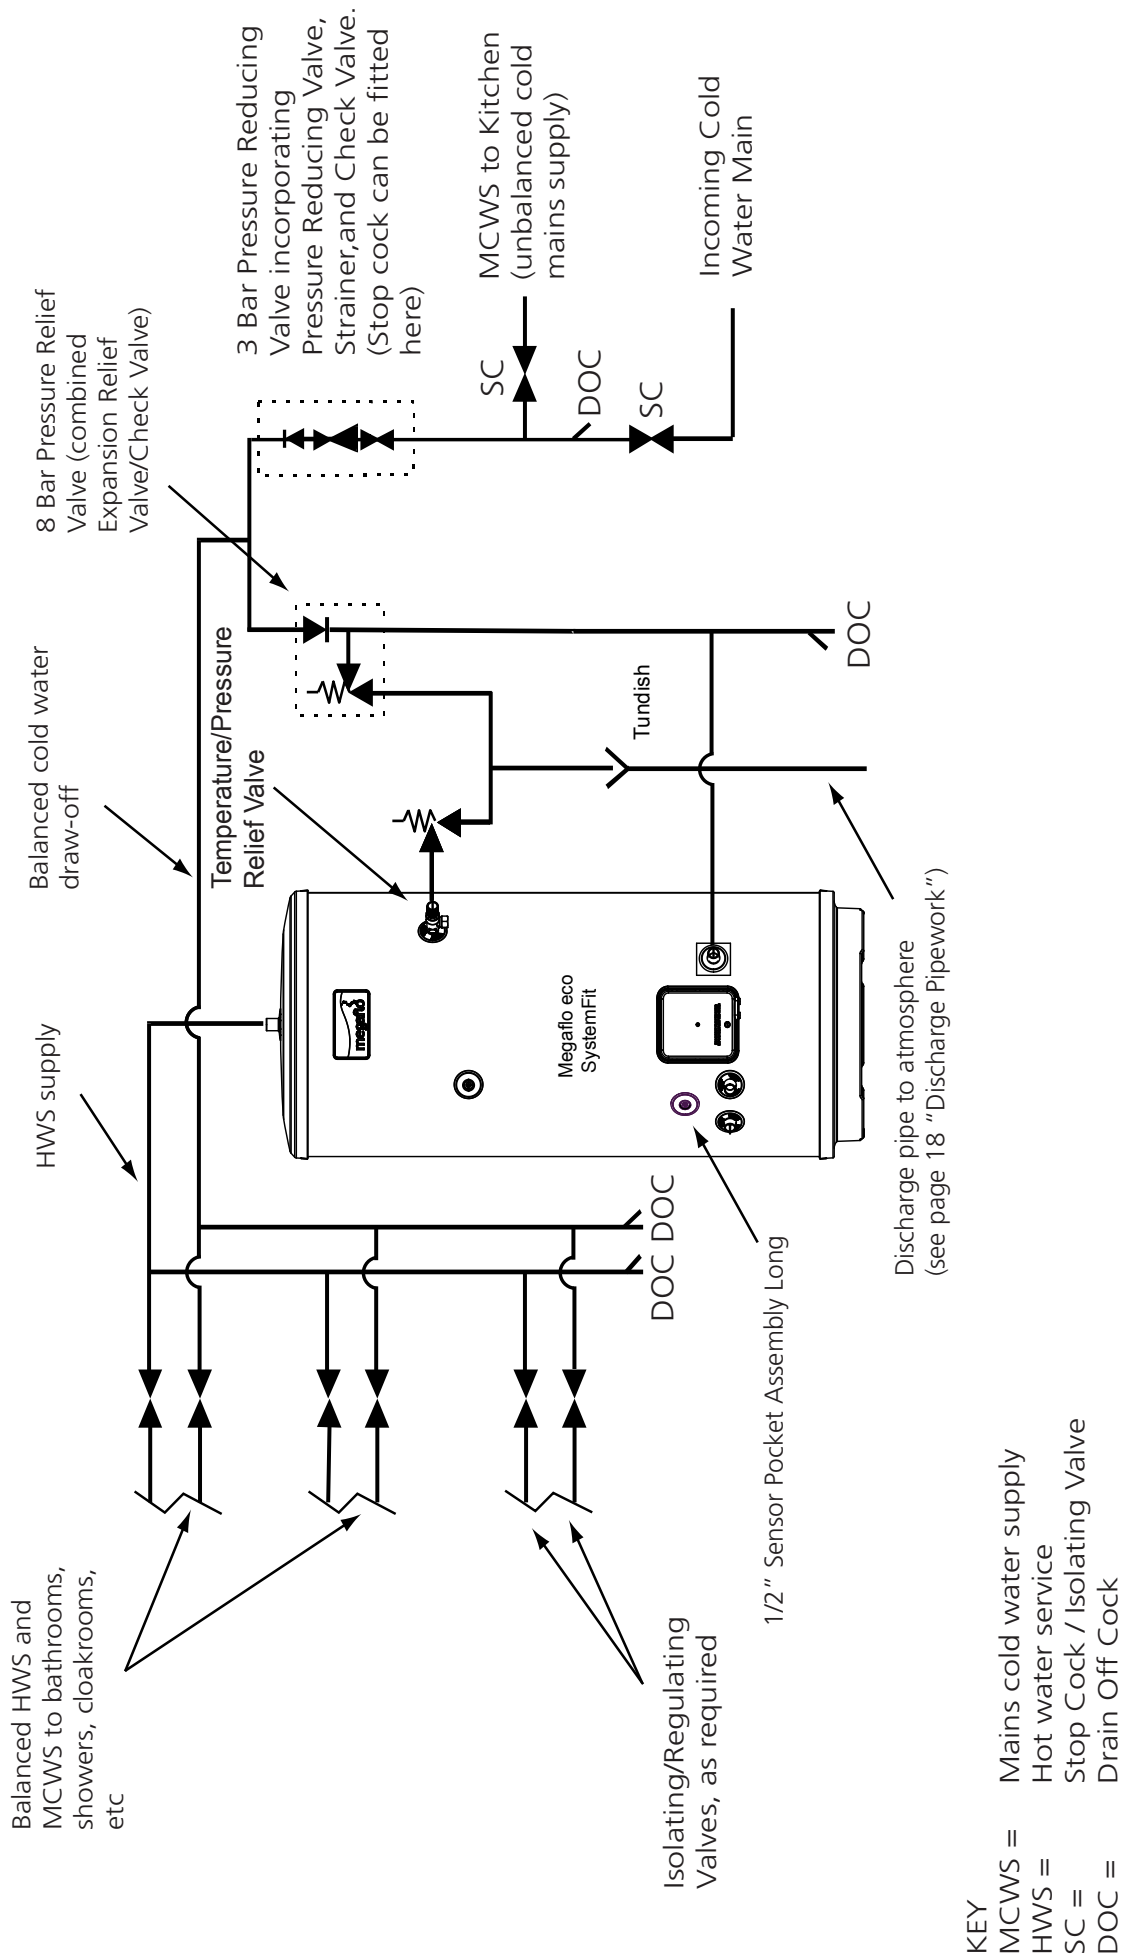 Balanced HWS and
MCWS to bathrooms,
showers, cloakrooms,
etc
HWS supply
Balanced cold water
draw-off
8 Bar Pressure Relief
Valve (combined
Expansion Relief
Valve/Check Valve)
3 Bar Pressure Reducing
Valve incorporating
Pressure Reducing Valve,
Strainer,and Check Valve.
(Stop cock can be fitted
here)
Temperature/Pressure
Relief Valve
SC
MCWS to Kitchen
(unbalanced cold
mains supply)
DOC
SC
Incoming Cold
Water Main
megaflo
Megaflo eco
SystemFit
Tundish
DOC
DOC
DOC
Isolating/Regulating
Valves, as required
1/2” Sensor Pocket Assembly Long
Discharge pipe to atmosphere
(see page 18 “Discharge Pipework”)
DOC
KEY
MCWS = Mains cold water supply
HWS = Hot water service
SC = Stop Cock / Isolating Valve
DOC = Drain Off Cock